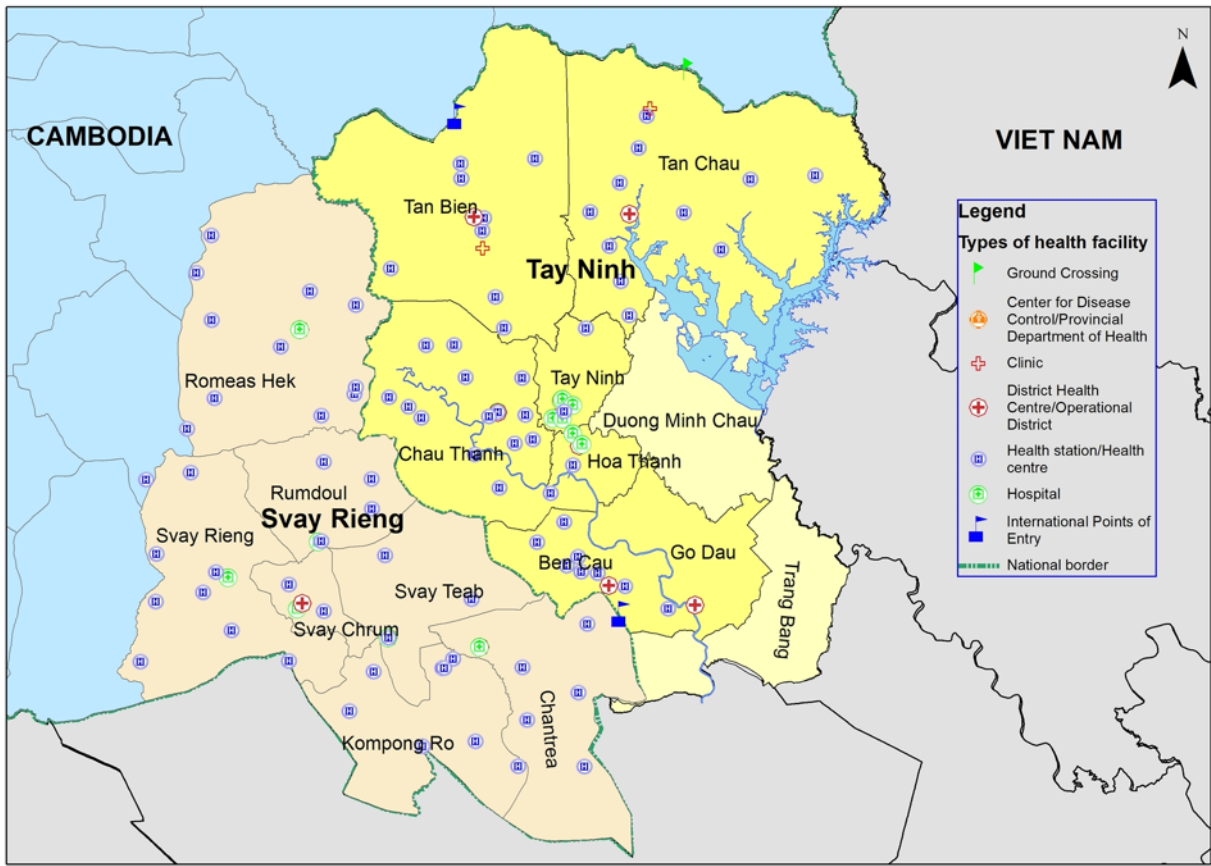 N
CAMBODIA
VIET NAM
Tan Chau
Tan Bien
Tay Ninh
Romeas Hek
Tay Ninh
Duong Minh Chau
Chau Thanh
Hoa Thanh
Rumdoul
Svay Rieng
Svay Rieng
Go Dau
Ben Cau
Trang Bang
Svay Teab
Svay Chrum
Chantrea
Kompong Ro
Legend
Types of health facility
Ground Crossing
Center for Disease
Control/Provincial
Department of Health
Clinic
District Health
Centre/Operational
District
Health station/Health
centre
Hospital
International Points of
Entry
National border